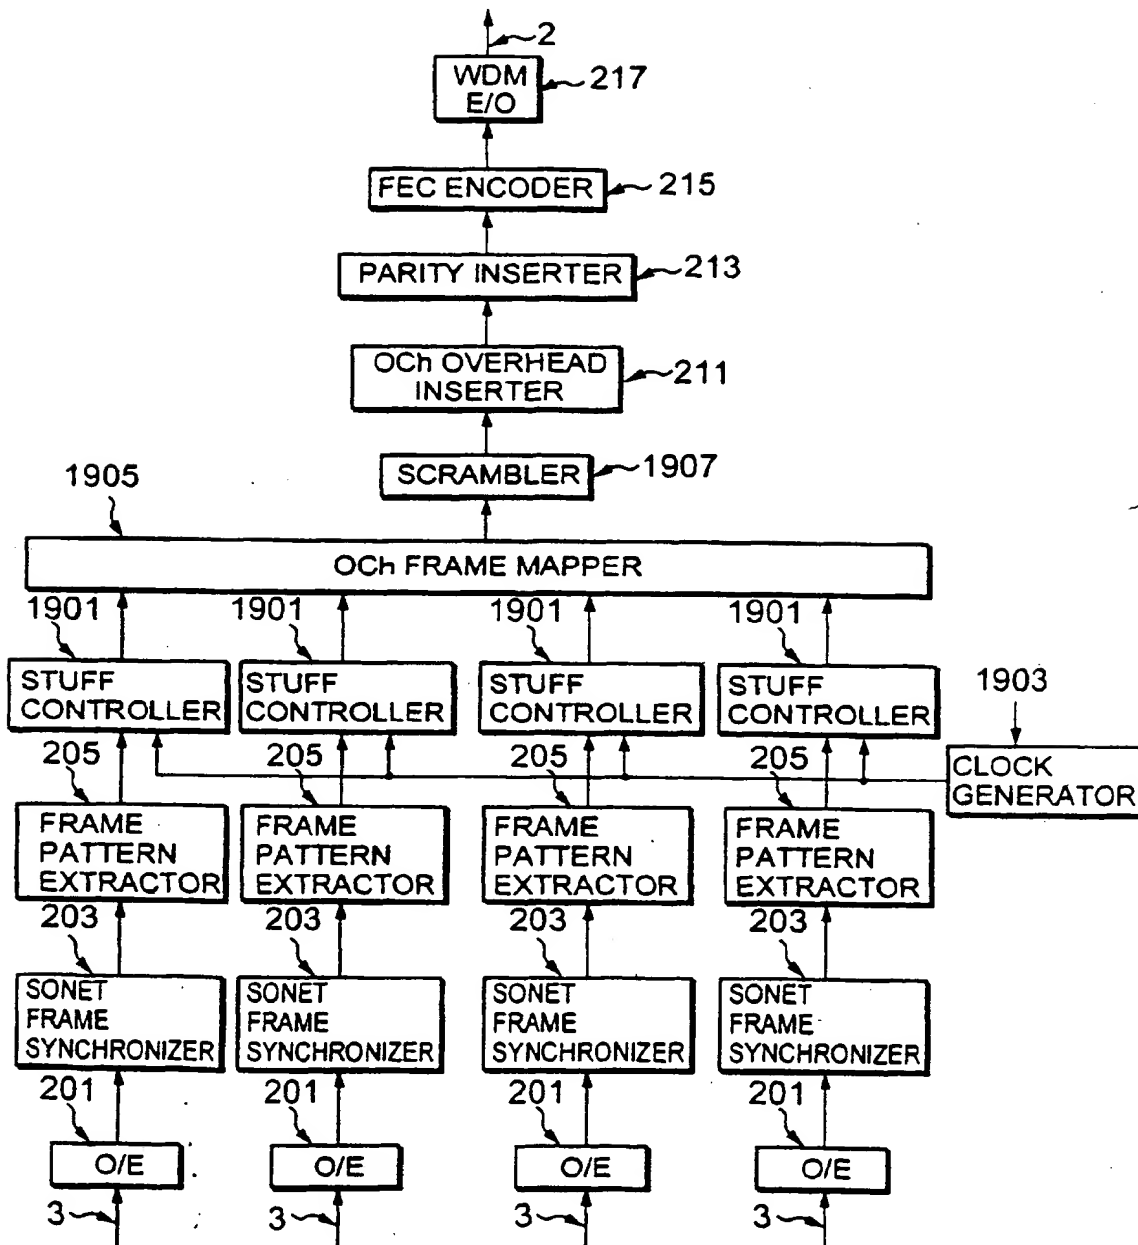 2
WDM
E/O
217
FEC ENCODER
215
PARITY INSERTER
213
OCh OVERHEAD
INSERTER
211
SCRAMBLER
1907
1905
OCh FRAME MAPPER
1901
1901
1901
1901
STUFF
CONTROLLER
STUFF
CONTROLLER
STUFF
CONTROLLER
STUFF
CONTROLLER
1903
CLOCK
GENERATOR
205
205
205
205
FRAME
PATTERN
EXTRACTOR
FRAME
PATTERN
EXTRACTOR
FRAME
PATTERN
EXTRACTOR
FRAME
PATTERN
EXTRACTOR
203
203
203
203
SONET
FRAME
SYNCHRONIZER
SONET
FRAME
SYNCHRONIZER
SONET
FRAME
SYNCHRONIZER
SONET
FRAME
SYNCHRONIZER
201
201
201
201
O/E
O/E
O/E
O/E
3
3
3
3